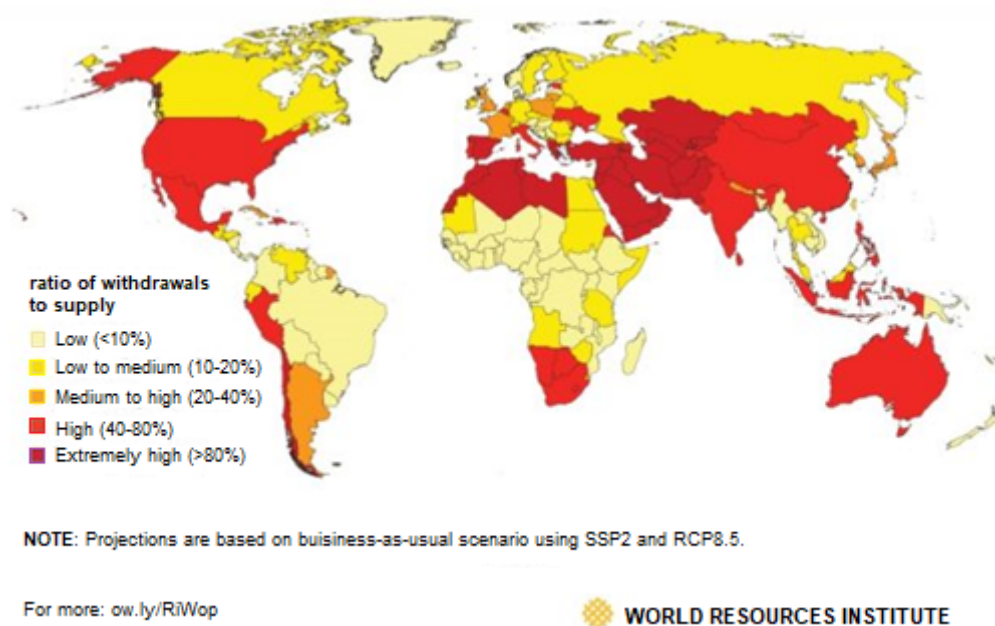 ratio of withdrawals
to supply
Low (<10%)
Low to medium (10-20%)
Medium to high (20-40%)
High (40-80%)
Extremely high (>80%)
NOTE: Projections are based on buisiness-as-usual scenario using SSP2 and RCP8.5.
For more: ow.ly/RiWop
WORLD RESOURCES INSTITUTE